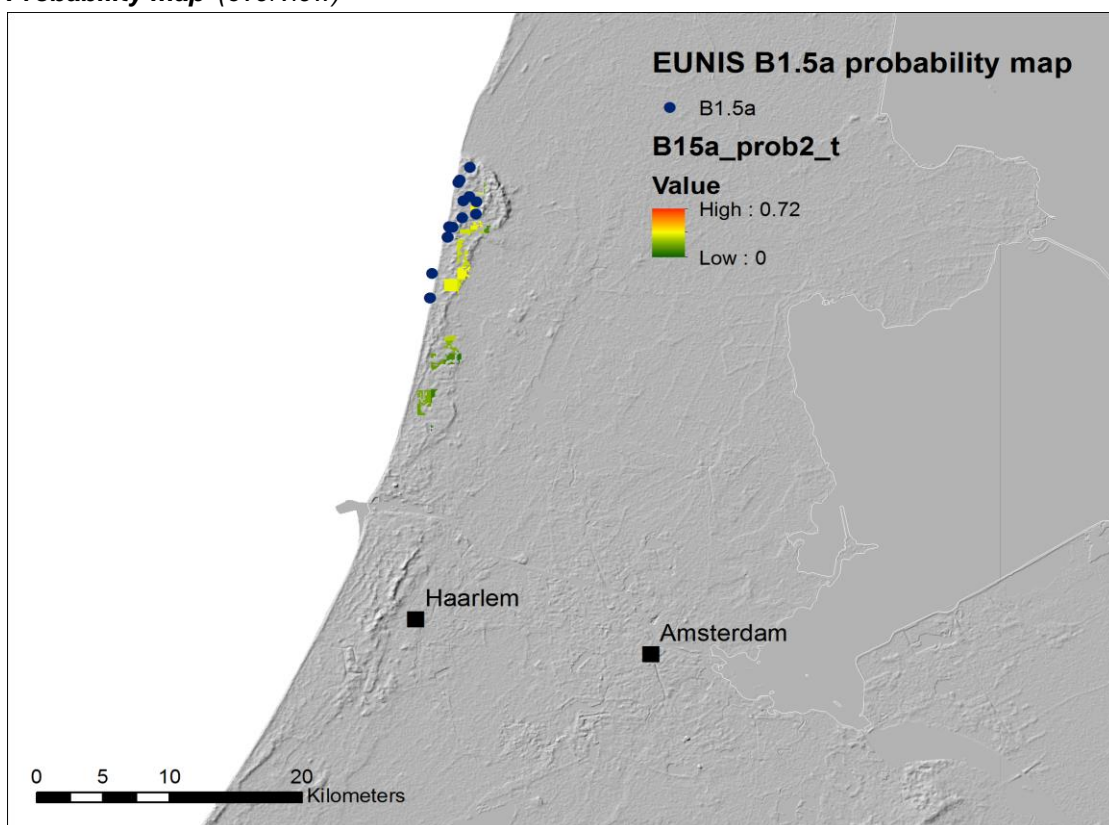 EUNIS B1.5a probability map
B1.5a
B15a_prob2_t
Value
High : 0.72
Low : 0
Haarlem
Amsterdam
0 5 10 20
Kilometers